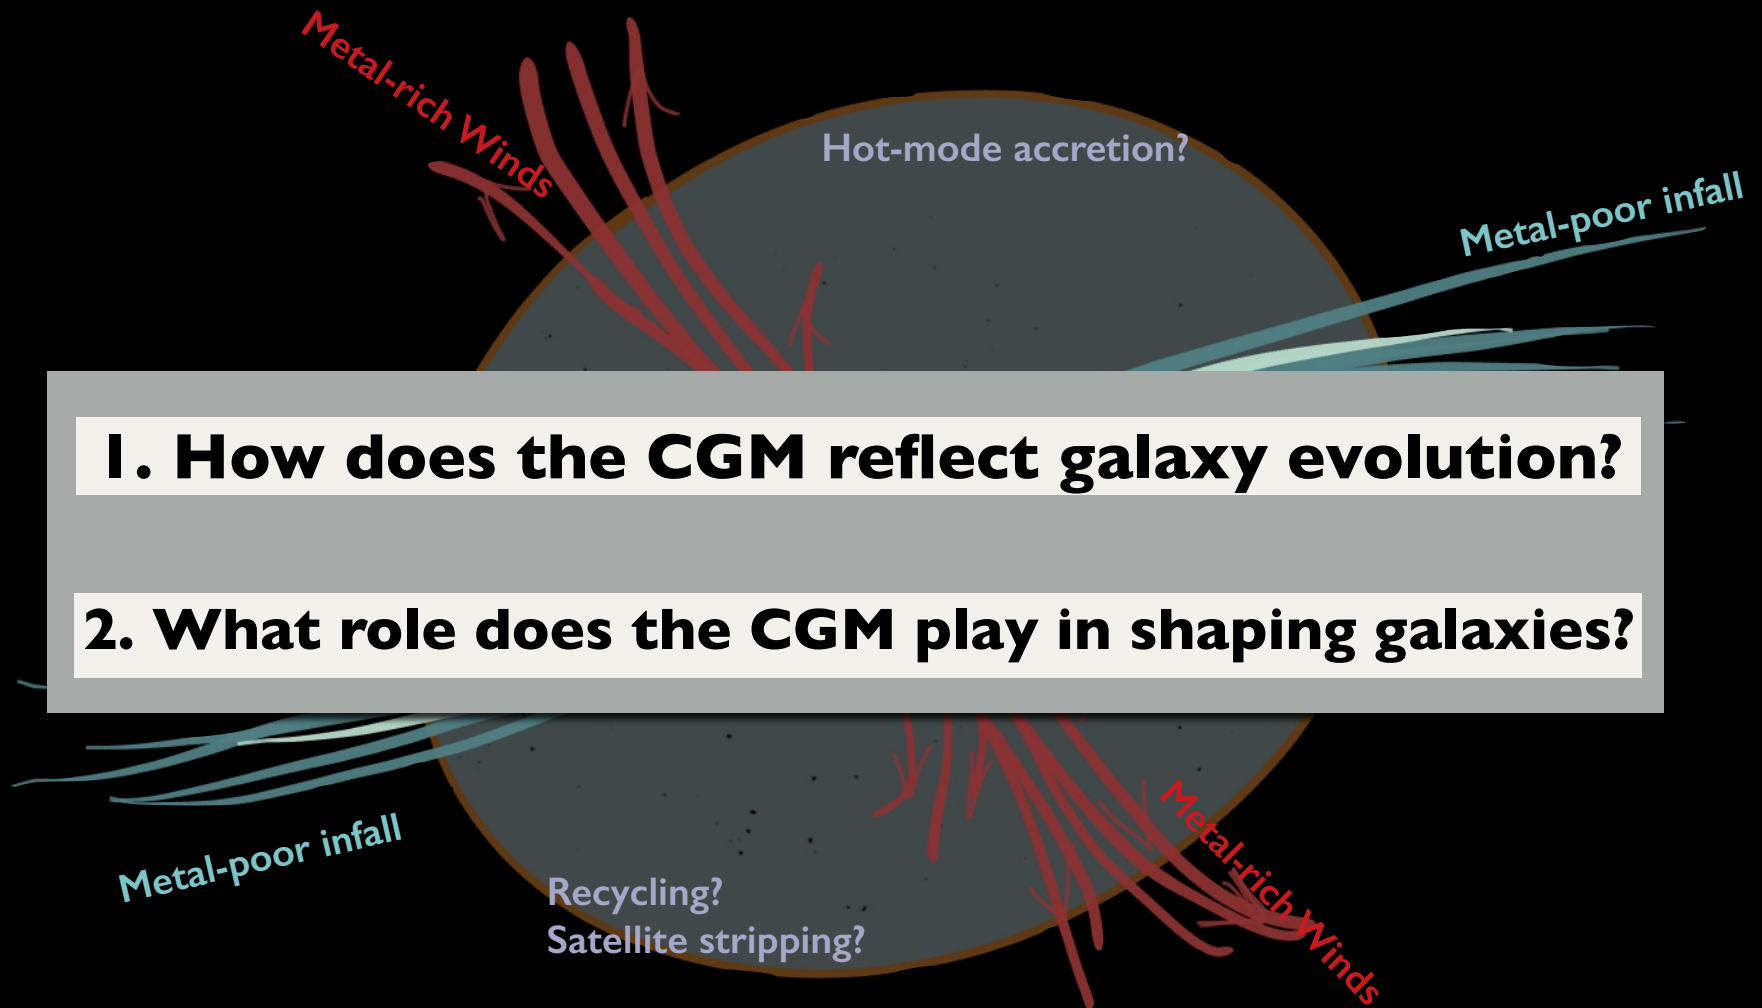 Metal-rich Winds
Hot-mode accretion?
Metal-poor infall
1. How does the CGM reflect galaxy evolution?
2. What role does the CGM play in shaping galaxies?
Metal-poor infall
Metal-rich Winds
Recycling?
Satellite stripping?